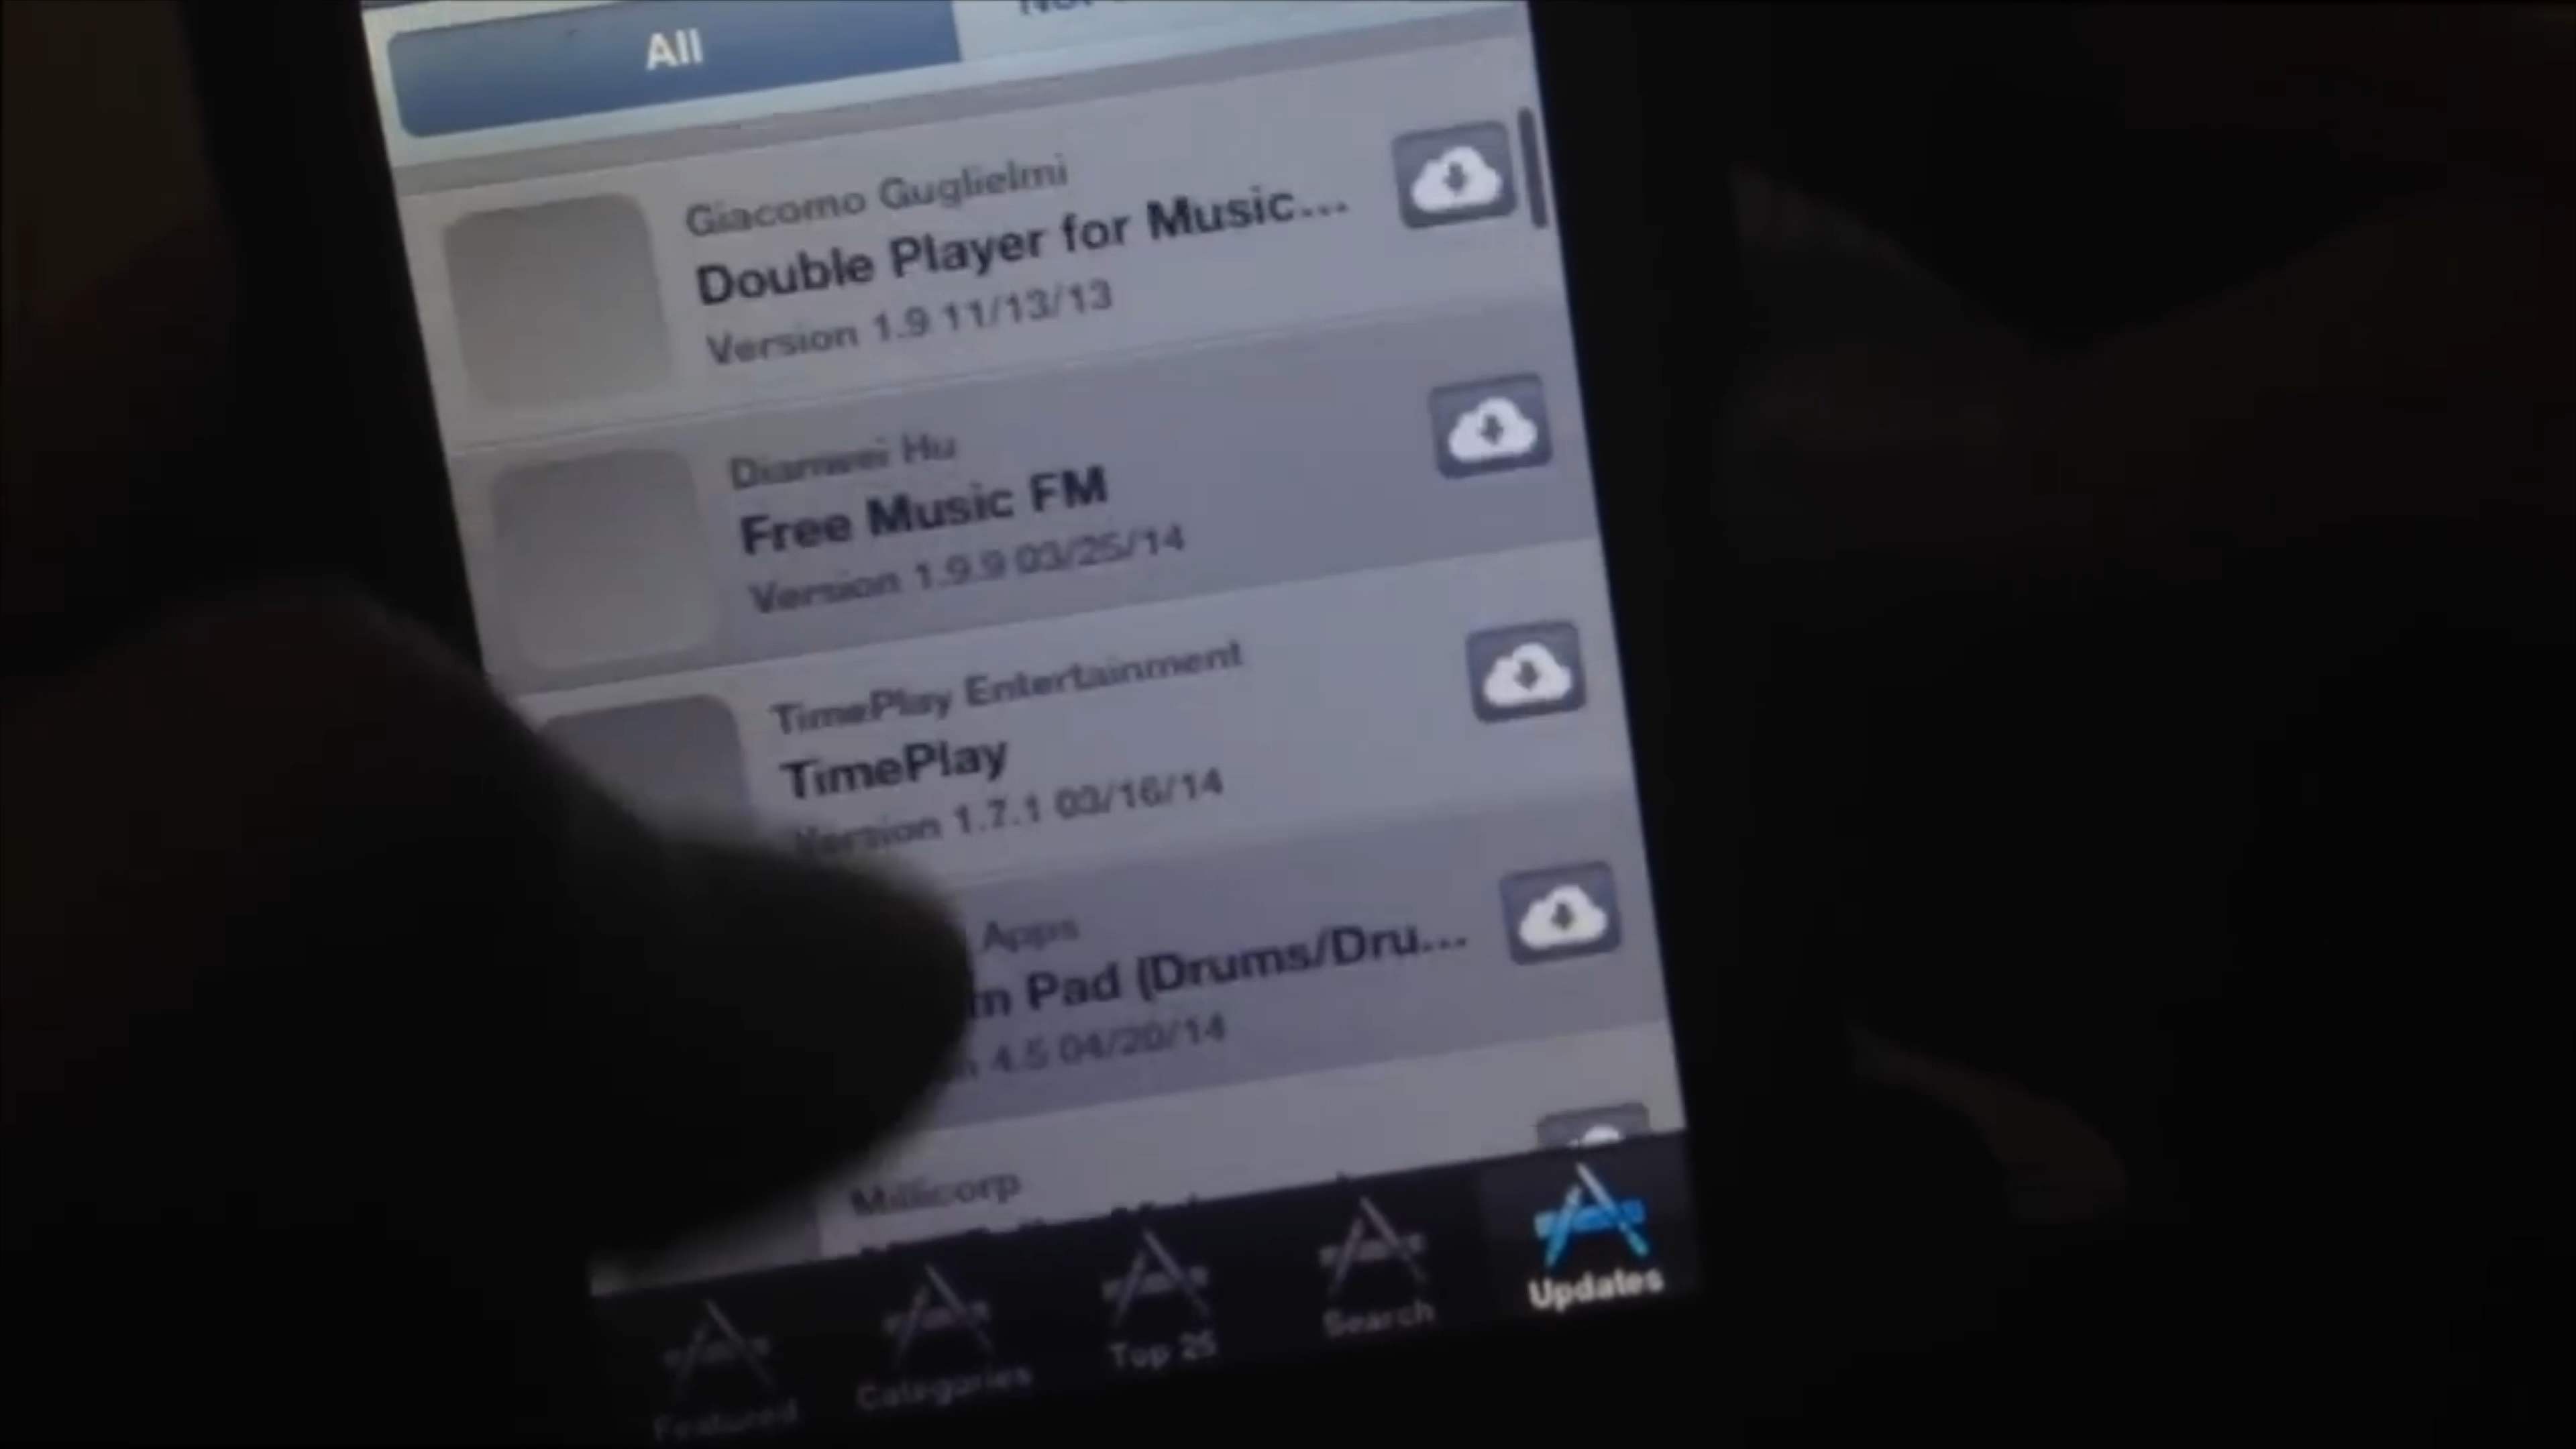 All
Giacomo Guglielmi
Double Player for Music...
Version 1.9 11/13/13
Dianwei Hu
Free Music FM
Version 1.9.9 03/25/14
TimePlay Entertainment
TimePlay
Version 1.7.1 03/16/14
Apps
m Pad (Drums/Dru...
n 4.5 04/20/14
Millicorp
Featured
Categories
Top 25
Search
Updates